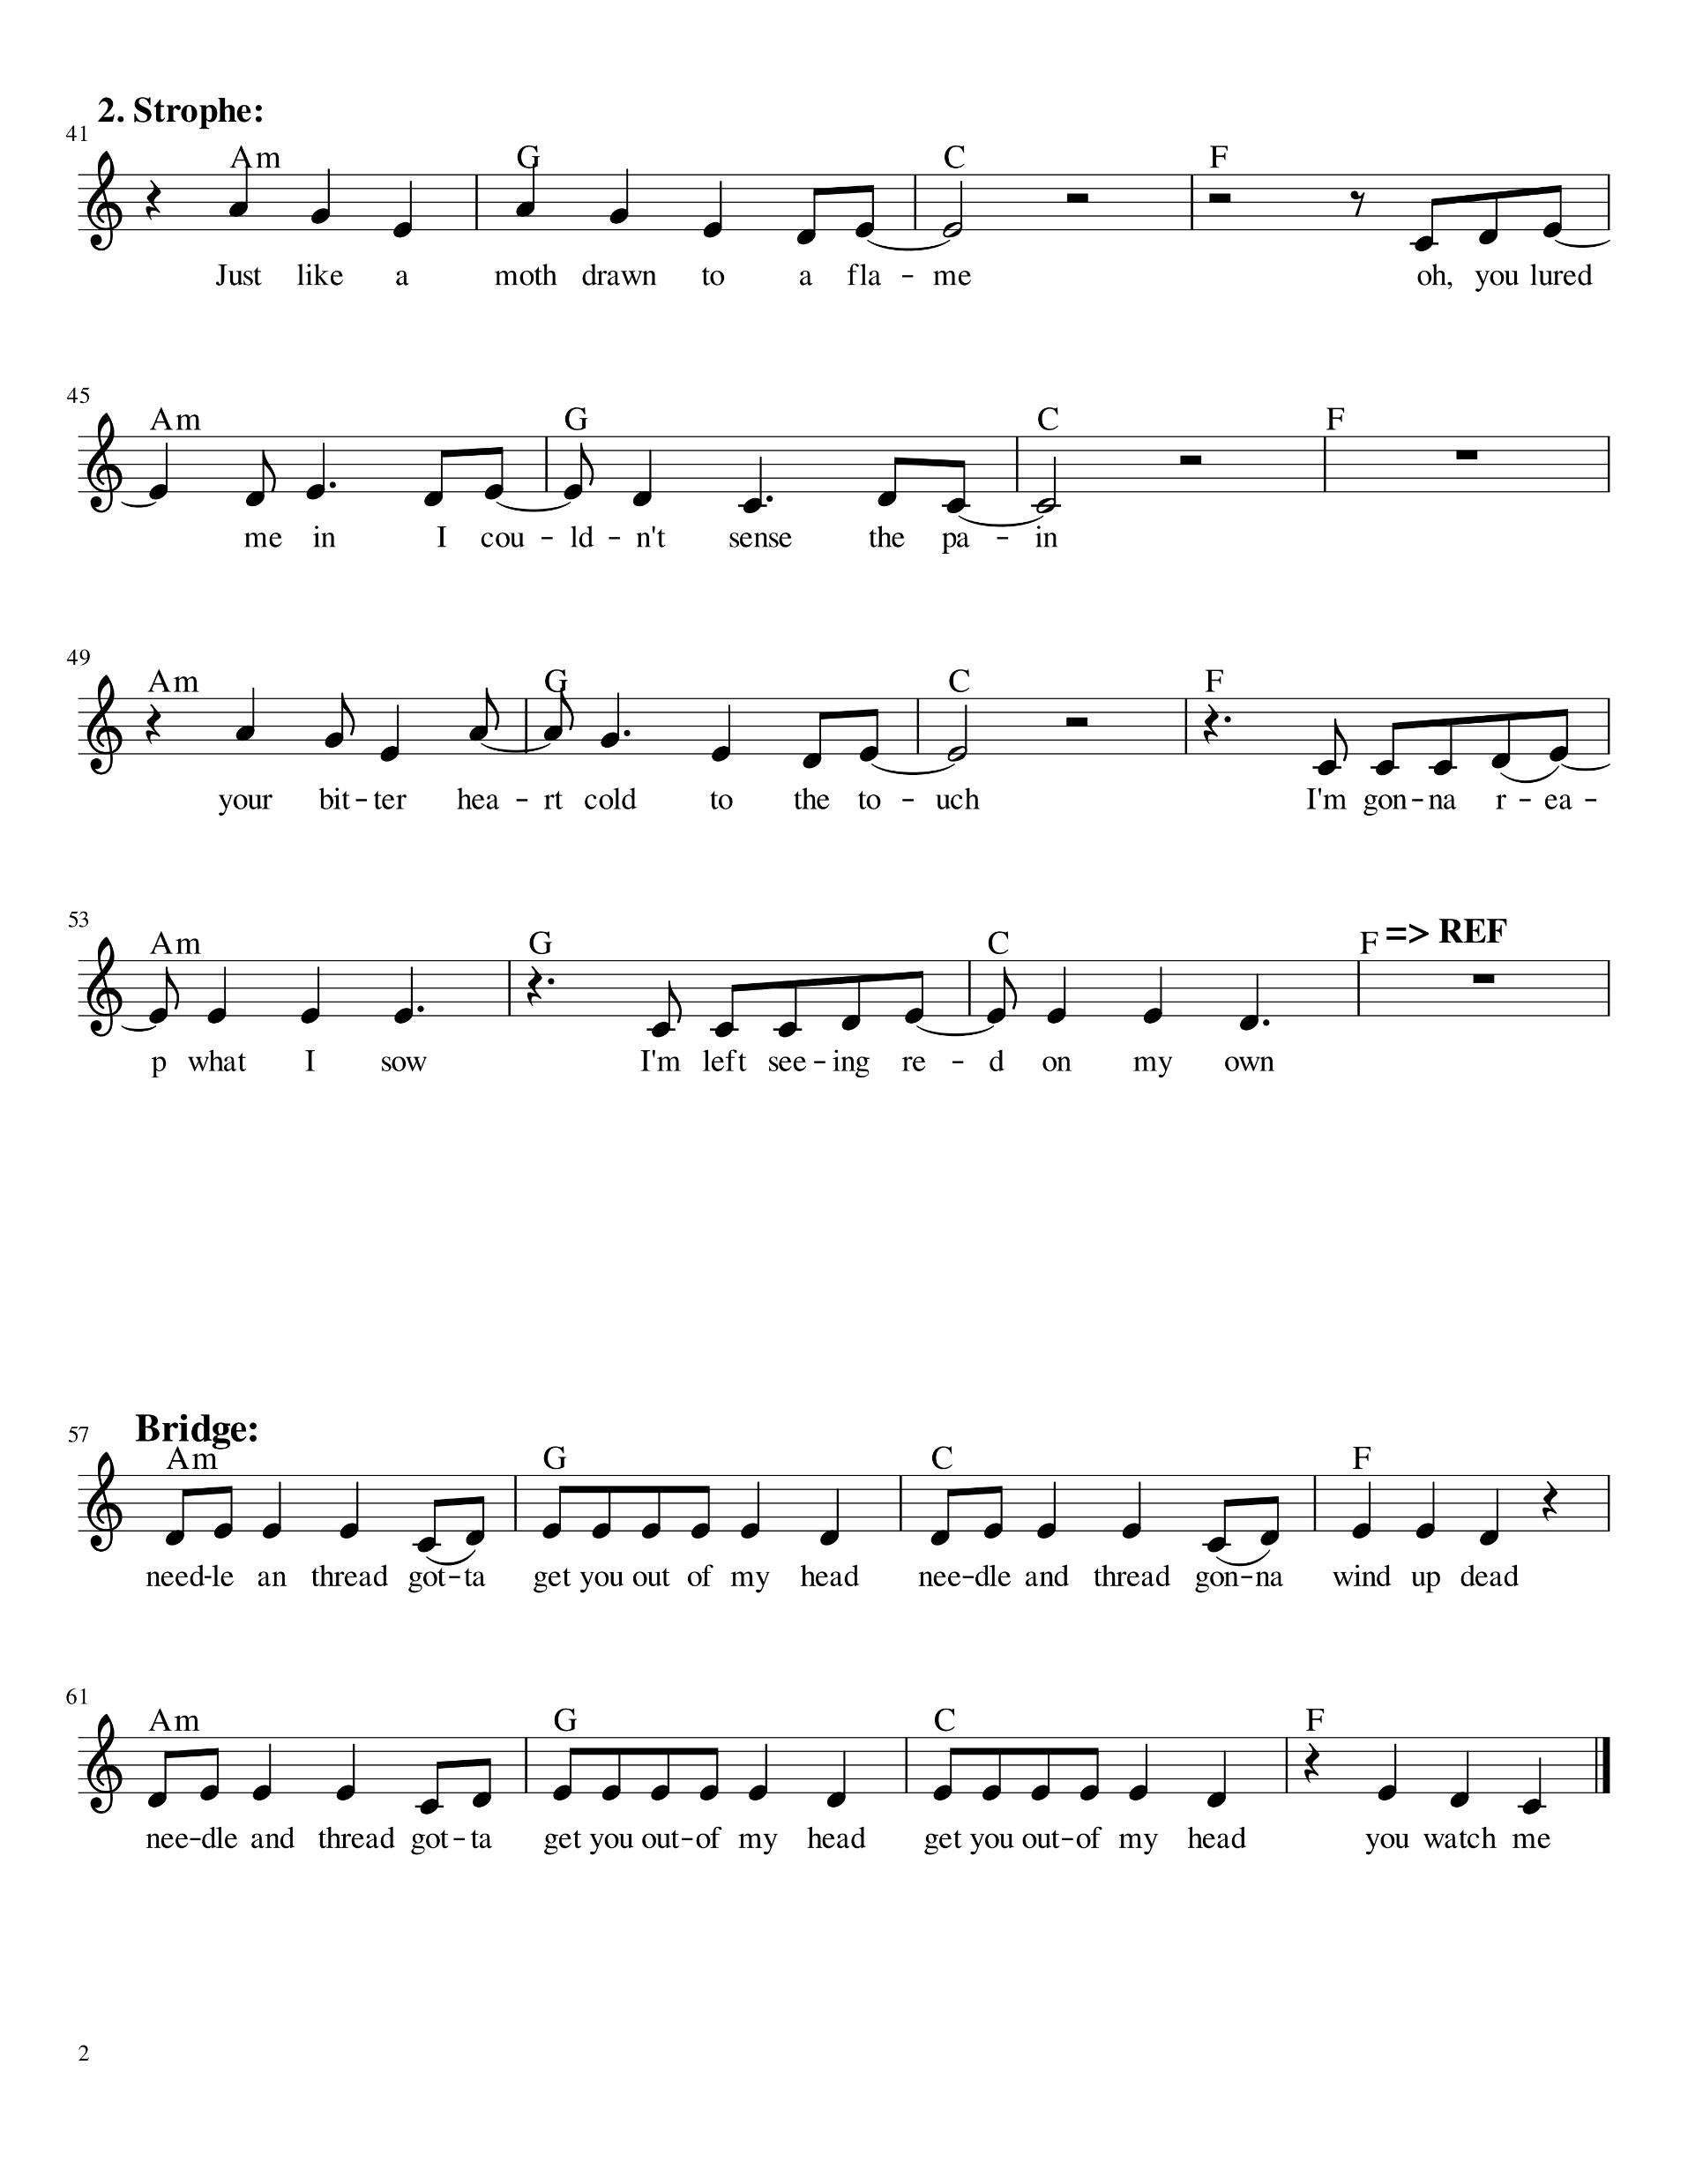 2. Strophe:
41
Am G C F
Just like a moth drawn to a fla - me oh, you lured
45
Am G C F
me in I cou - ld - n't sense the pa - in
49
Am G C F
your bit - ter hea - rt cold to the to - uch I'm gon - na r - ea -
53
Am G C F => REF
p what I sow I'm left see - ing re - d on my own
Bridge:
57
Am G C F
need - le an thread got - ta get you out of my head nee - dle and thread gon - na wind up dead
61
Am G C F
nee - dle and thread got - ta get you out - of my head get you out - of my head you watch me
2